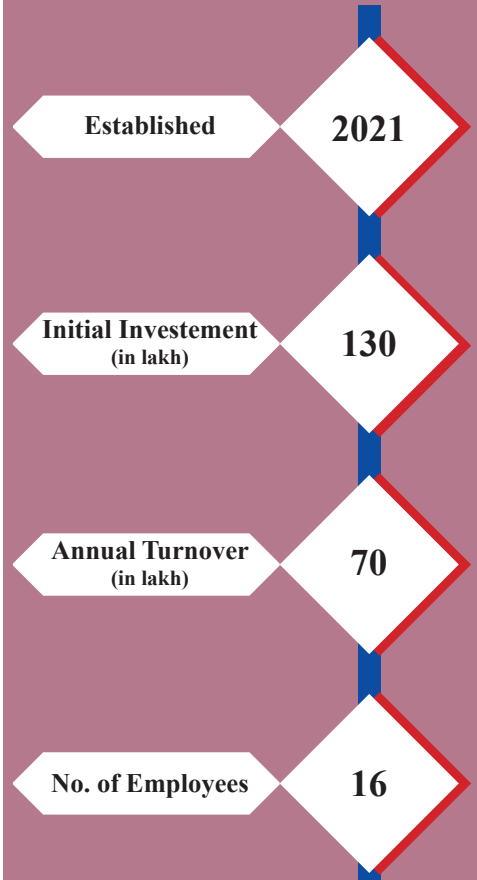 Established
2021
Initial Investement
(in lakh)
130
Annual Turnover
(in lakh)
70
No. of Employees
16